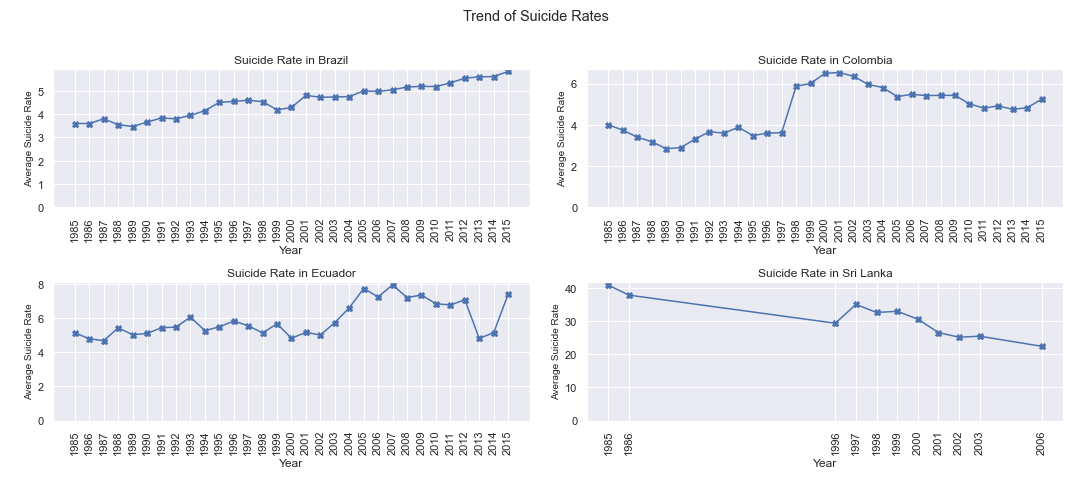 Trend of Suicide Rates
Suicide Rate in Brazil
Average Suicide Rate
5
4
3
2
1
0
1985 1986 1987 1988 1989 1990 1991 1992 1993 1994 1995 1996 1997 1998 1999 2000 2001 2002 2003 2004 2005 2006 2007 2008 2009 2010 2011 2012 2013 2014 2015
Year
Suicide Rate in Colombia
Average Suicide Rate
6
4
2
0
1985 1986 1987 1988 1989 1990 1991 1992 1993 1994 1995 1996 1997 1998 1999 2000 2001 2002 2003 2004 2005 2006 2007 2008 2009 2010 2011 2012 2013 2014 2015
Year
Suicide Rate in Ecuador
Average Suicide Rate
8
6
4
2
0
1985 1986 1987 1988 1989 1990 1991 1992 1993 1994 1995 1996 1997 1998 1999 2000 2001 2002 2003 2004 2005 2006 2007 2008 2009 2010 2011 2012 2013 2014 2015
Year
Suicide Rate in Sri Lanka
Average Suicide Rate
40
30
20
10
0
1985 1986 1996 1997 1998 1999 2000 2001 2002 2003 2006
Year